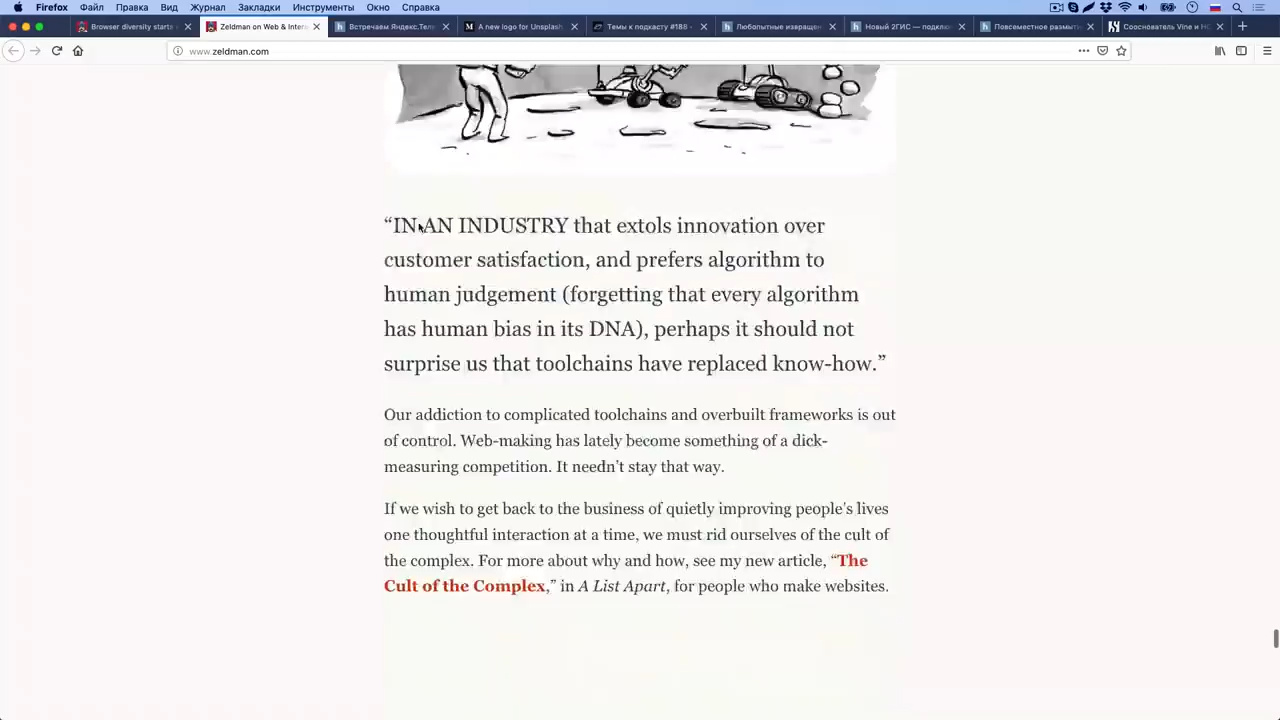 Firefox Файл Правка Вид Журнал Закладки Инструменты Окно Справка
Browser diversity starts
Zeldman on Web & Intera
Встречаем Яндекс.Теле
A new logo for Unsplash
Темы к подкасту #188
Любопытные извращен
Новый 2ГИС — подклю
Повсеместное размыти
Сооснователь Vine и HQ
www.zeldman.com
“IN AN INDUSTRY that extols innovation over
customer satisfaction, and prefers algorithm to
human judgement (forgetting that every algorithm
has human bias in its DNA), perhaps it should not
surprise us that toolchains have replaced know-how.”
Our addiction to complicated toolchains and overbuilt frameworks is out
of control. Web-making has lately become something of a dick-
measuring competition. It needn’t stay that way.
If we wish to get back to the business of quietly improving people’s lives
one thoughtful interaction at a time, we must rid ourselves of the cult of
the complex. For more about why and how, see my new article, “The
Cult of the Complex,” in A List Apart, for people who make websites.